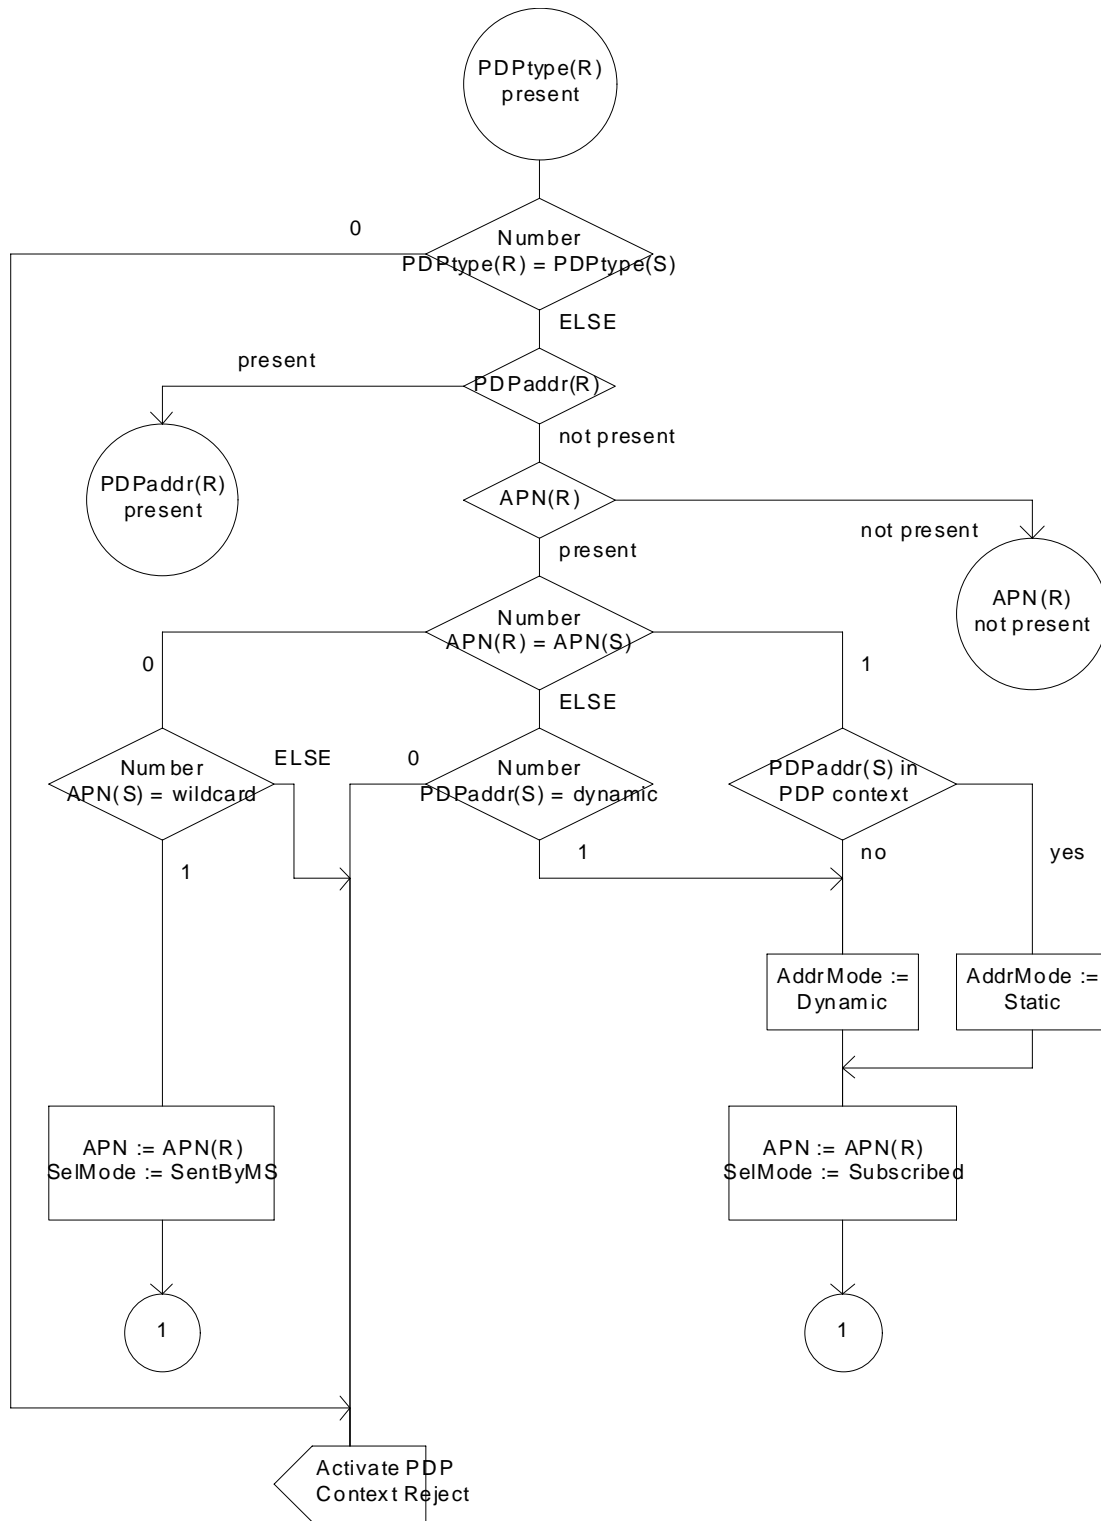 PDPtype(R)
present
0
Number
PDPtype(R) = PDPtype(S)
ELSE
present
PDPaddr(R)
not present
PDPaddr(R)
present
APN(R)
not present
present
APN(R)
not present
Number
APN(R) = APN(S)
0
1
ELSE
ELSE
0
Number
APN(S) = wildcard
Number
PDPaddr(S) = dynamic
PDPaddr(S) in
PDP context
1
1
no
yes
AddrMode :=
Dynamic
AddrMode :=
Static
APN := APN(R)
SelMode := SentByMS
APN := APN(R)
SelMode := Subscribed
1
1
Activate PDP
Context Reject